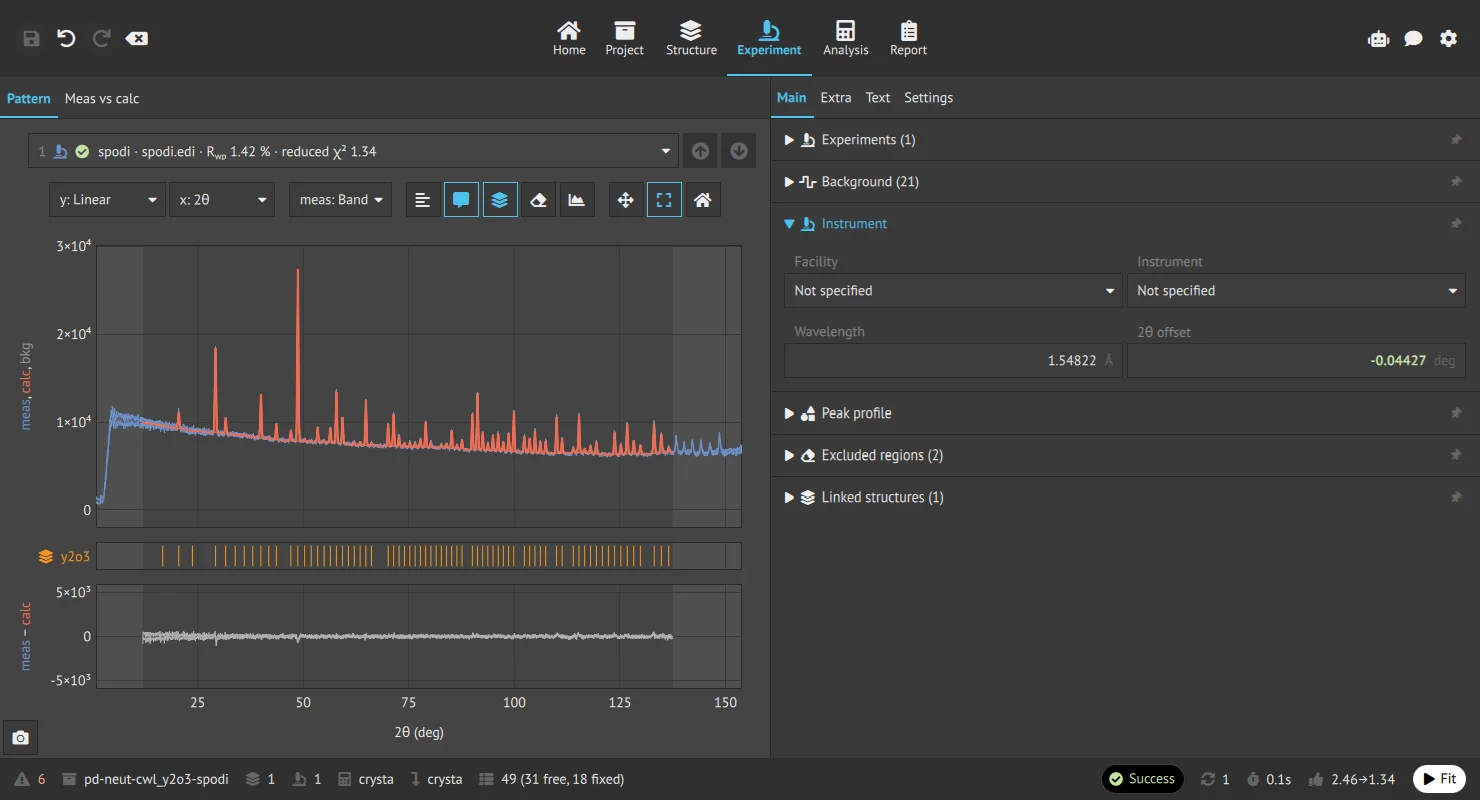 Home
Project
Structure
Experiment
Analysis
Report
Pattern
Meas vs calc
1 spodi · spodi.edi · Rwp 1.42 % · reduced χ² 1.34
y: Linear
x: 2θ
meas: Band
3×10⁴
2×10⁴
1×10⁴
0
meas, calc, bkg
y2o3
5×10³
0
-5×10³
meas − calc
25
50
75
100
125
150
2θ (deg)
Main
Extra
Text
Settings
Experiments (1)
Background (21)
Instrument
Facility
Instrument
Not specified
Not specified
Wavelength
2θ offset
1.54822 Å
-0.04427 deg
Peak profile
Excluded regions (2)
Linked structures (1)
6
pd-neut-cwl_y2o3-spodi
1
1
crysta
crysta
49 (31 free, 18 fixed)
Success
1
0.1s
2.46→1.34
Fit